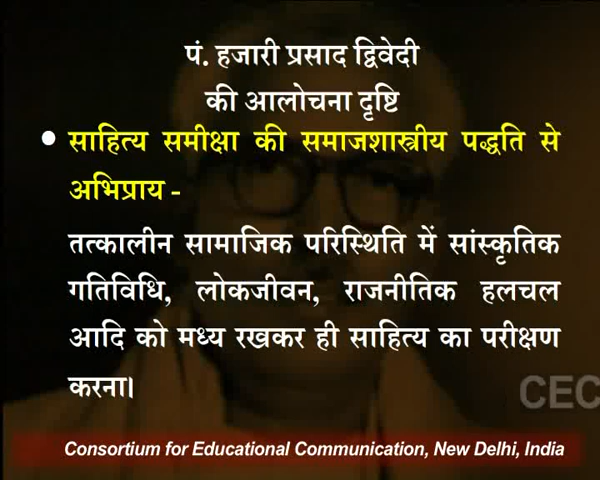 पं. हजारी प्रसाद द्विवेदी
की आलोचना दृष्टि
• साहित्य समीक्षा की समाजशास्त्रीय पद्धति से
अभिप्राय -
तत्कालीन सामाजिक परिस्थिति में सांस्कृतिक
गतिविधि, लोकजीवन, राजनीतिक हलचल
आदि को मध्य रखकर ही साहित्य का परीक्षण
करना।
CEC
Consortium for Educational Communication, New Delhi, India